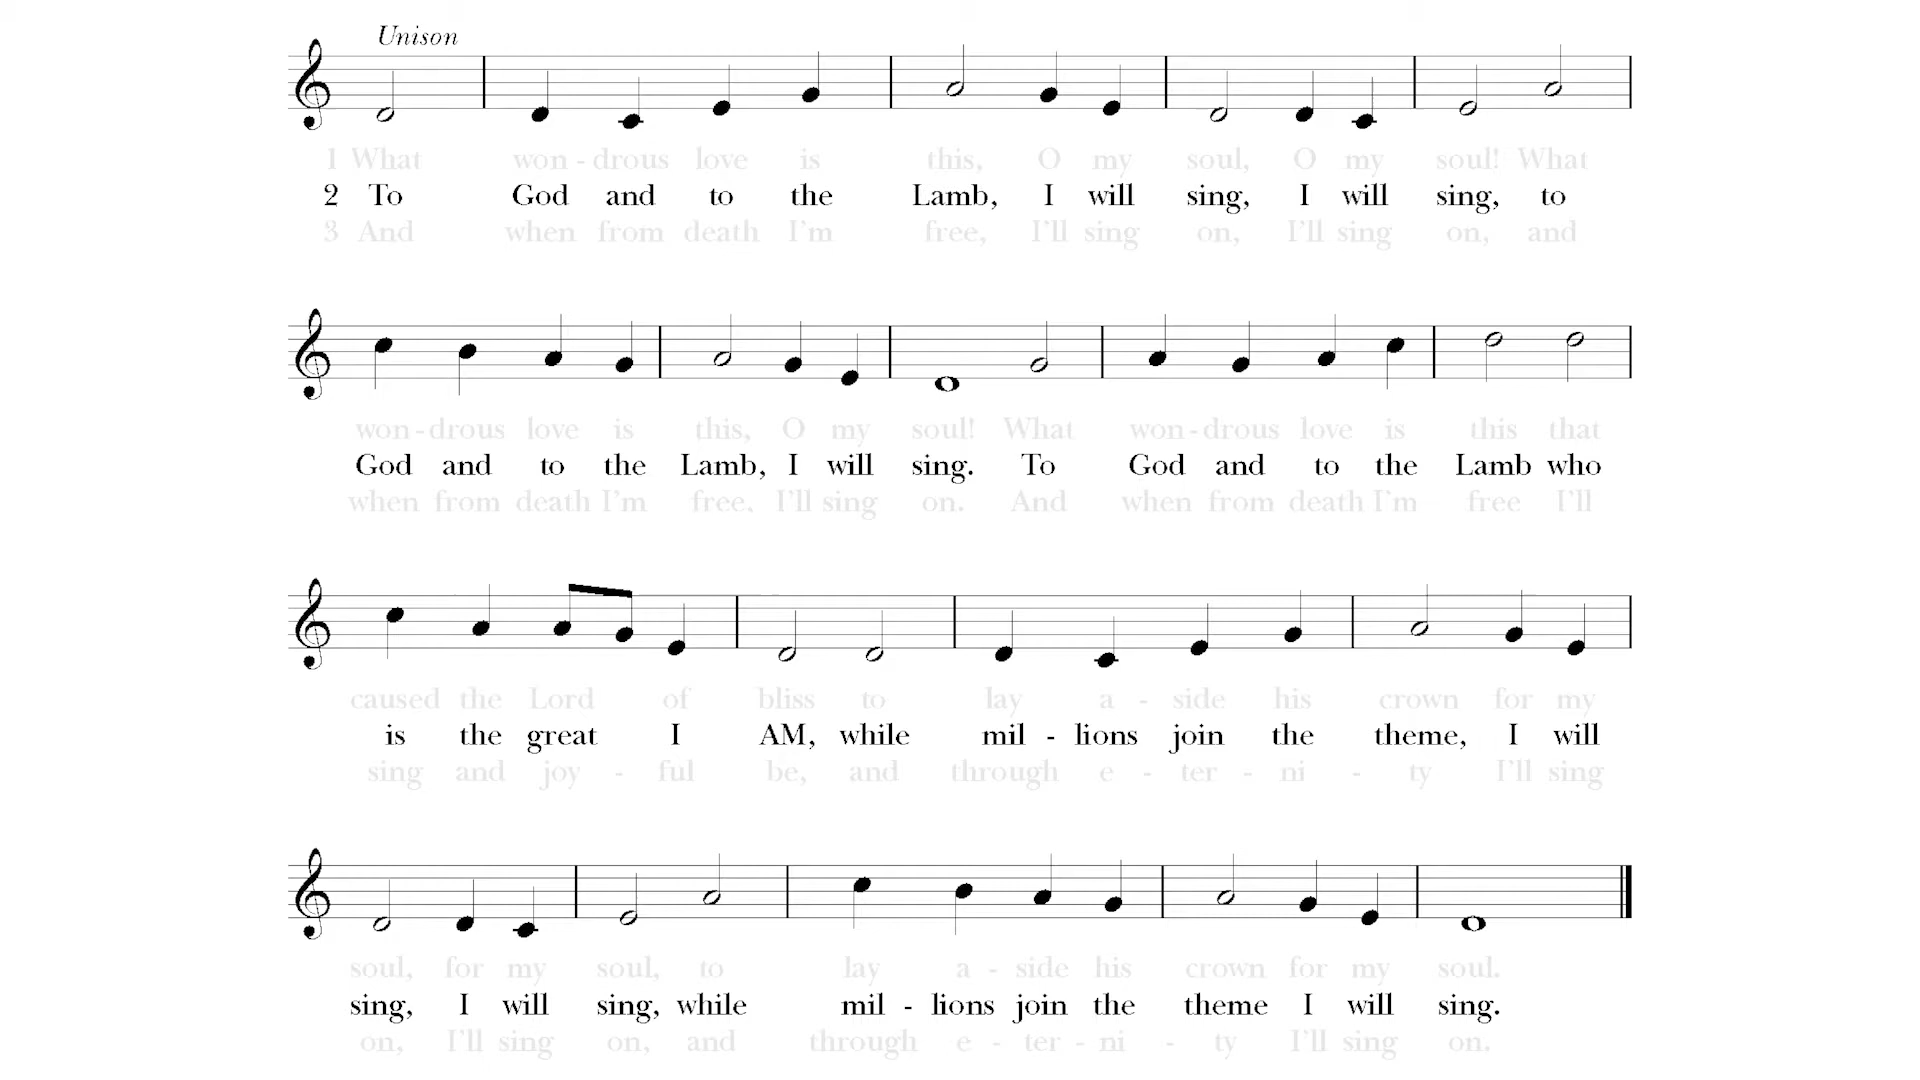 Unison
1 What won - drous love is this, O my soul, O my soul! What
2 To God and to the Lamb, I will sing, I will sing, to
3 And when from death I'm free, I'll sing on, I'll sing on, and
won - drous love is this, O my soul! What won - drous love is this that
God and to the Lamb, I will sing. To God and to the Lamb who
when from death I'm free, I'll sing on. And when from death I'm free I'll
caused the Lord of bliss to lay a - side his crown for my
is the great I AM, while mil - lions join the theme, I will
sing and joy - ful be, and through e - ter - ni - ty I'll sing
soul, for my soul, to lay a - side his crown for my soul.
sing, I will sing, while mil - lions join the theme I will sing.
on, I'll sing on, and through e - ter - ni - ty I'll sing on.